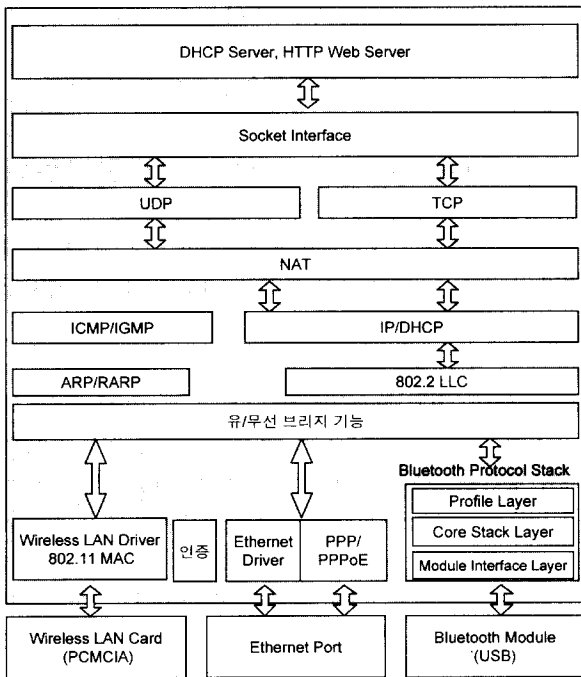 DHCP Server, HTTP Web Server
Socket Interface
UDP
TCP
NAT
ICMP/IGMP
IP/DHCP
ARP/RARP
802.2 LLC
유/무선 브리지 기능
Bluetooth Protocol Stack
Profile Layer
Core Stack Layer
Module Interface Layer
Wireless LAN Driver
802.11 MAC
인증
Ethernet
Driver
PPP/
PPPoE
Wireless LAN Card
(PCMCIA)
Ethernet Port
Bluetooth Module
(USB)